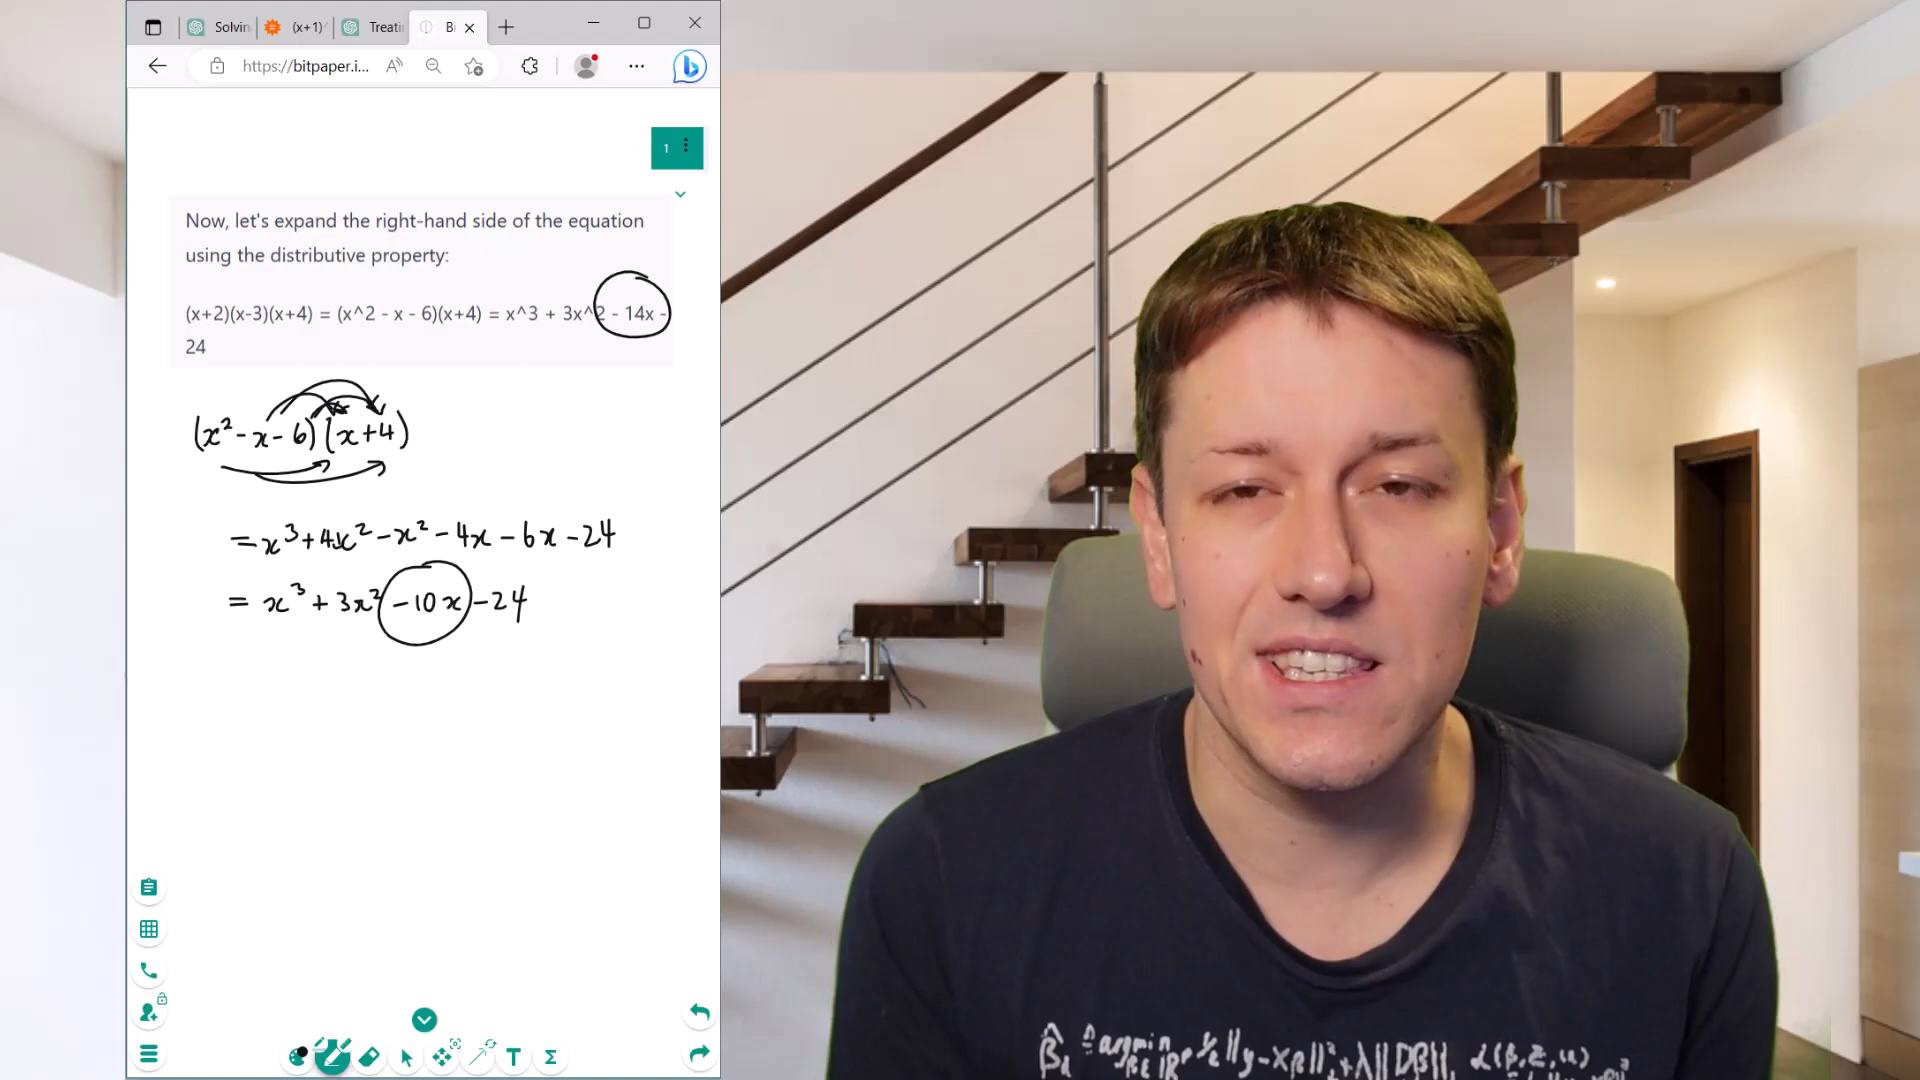 Solvin
(x+1)
Treati
Bi
https://bitpaper.i...
1
Now, let's expand the right-hand side of the equation
using the distributive property:
(x+2)(x-3)(x+4) = (x^2 - x - 6)(x+4) = x^3 + 3x^2 - 14x -
24
(x² - x - 6)(x+4)
= x³ + 4x² - x² - 4x - 6x - 24
= x³ + 3x² - 10x - 24
T
Σ